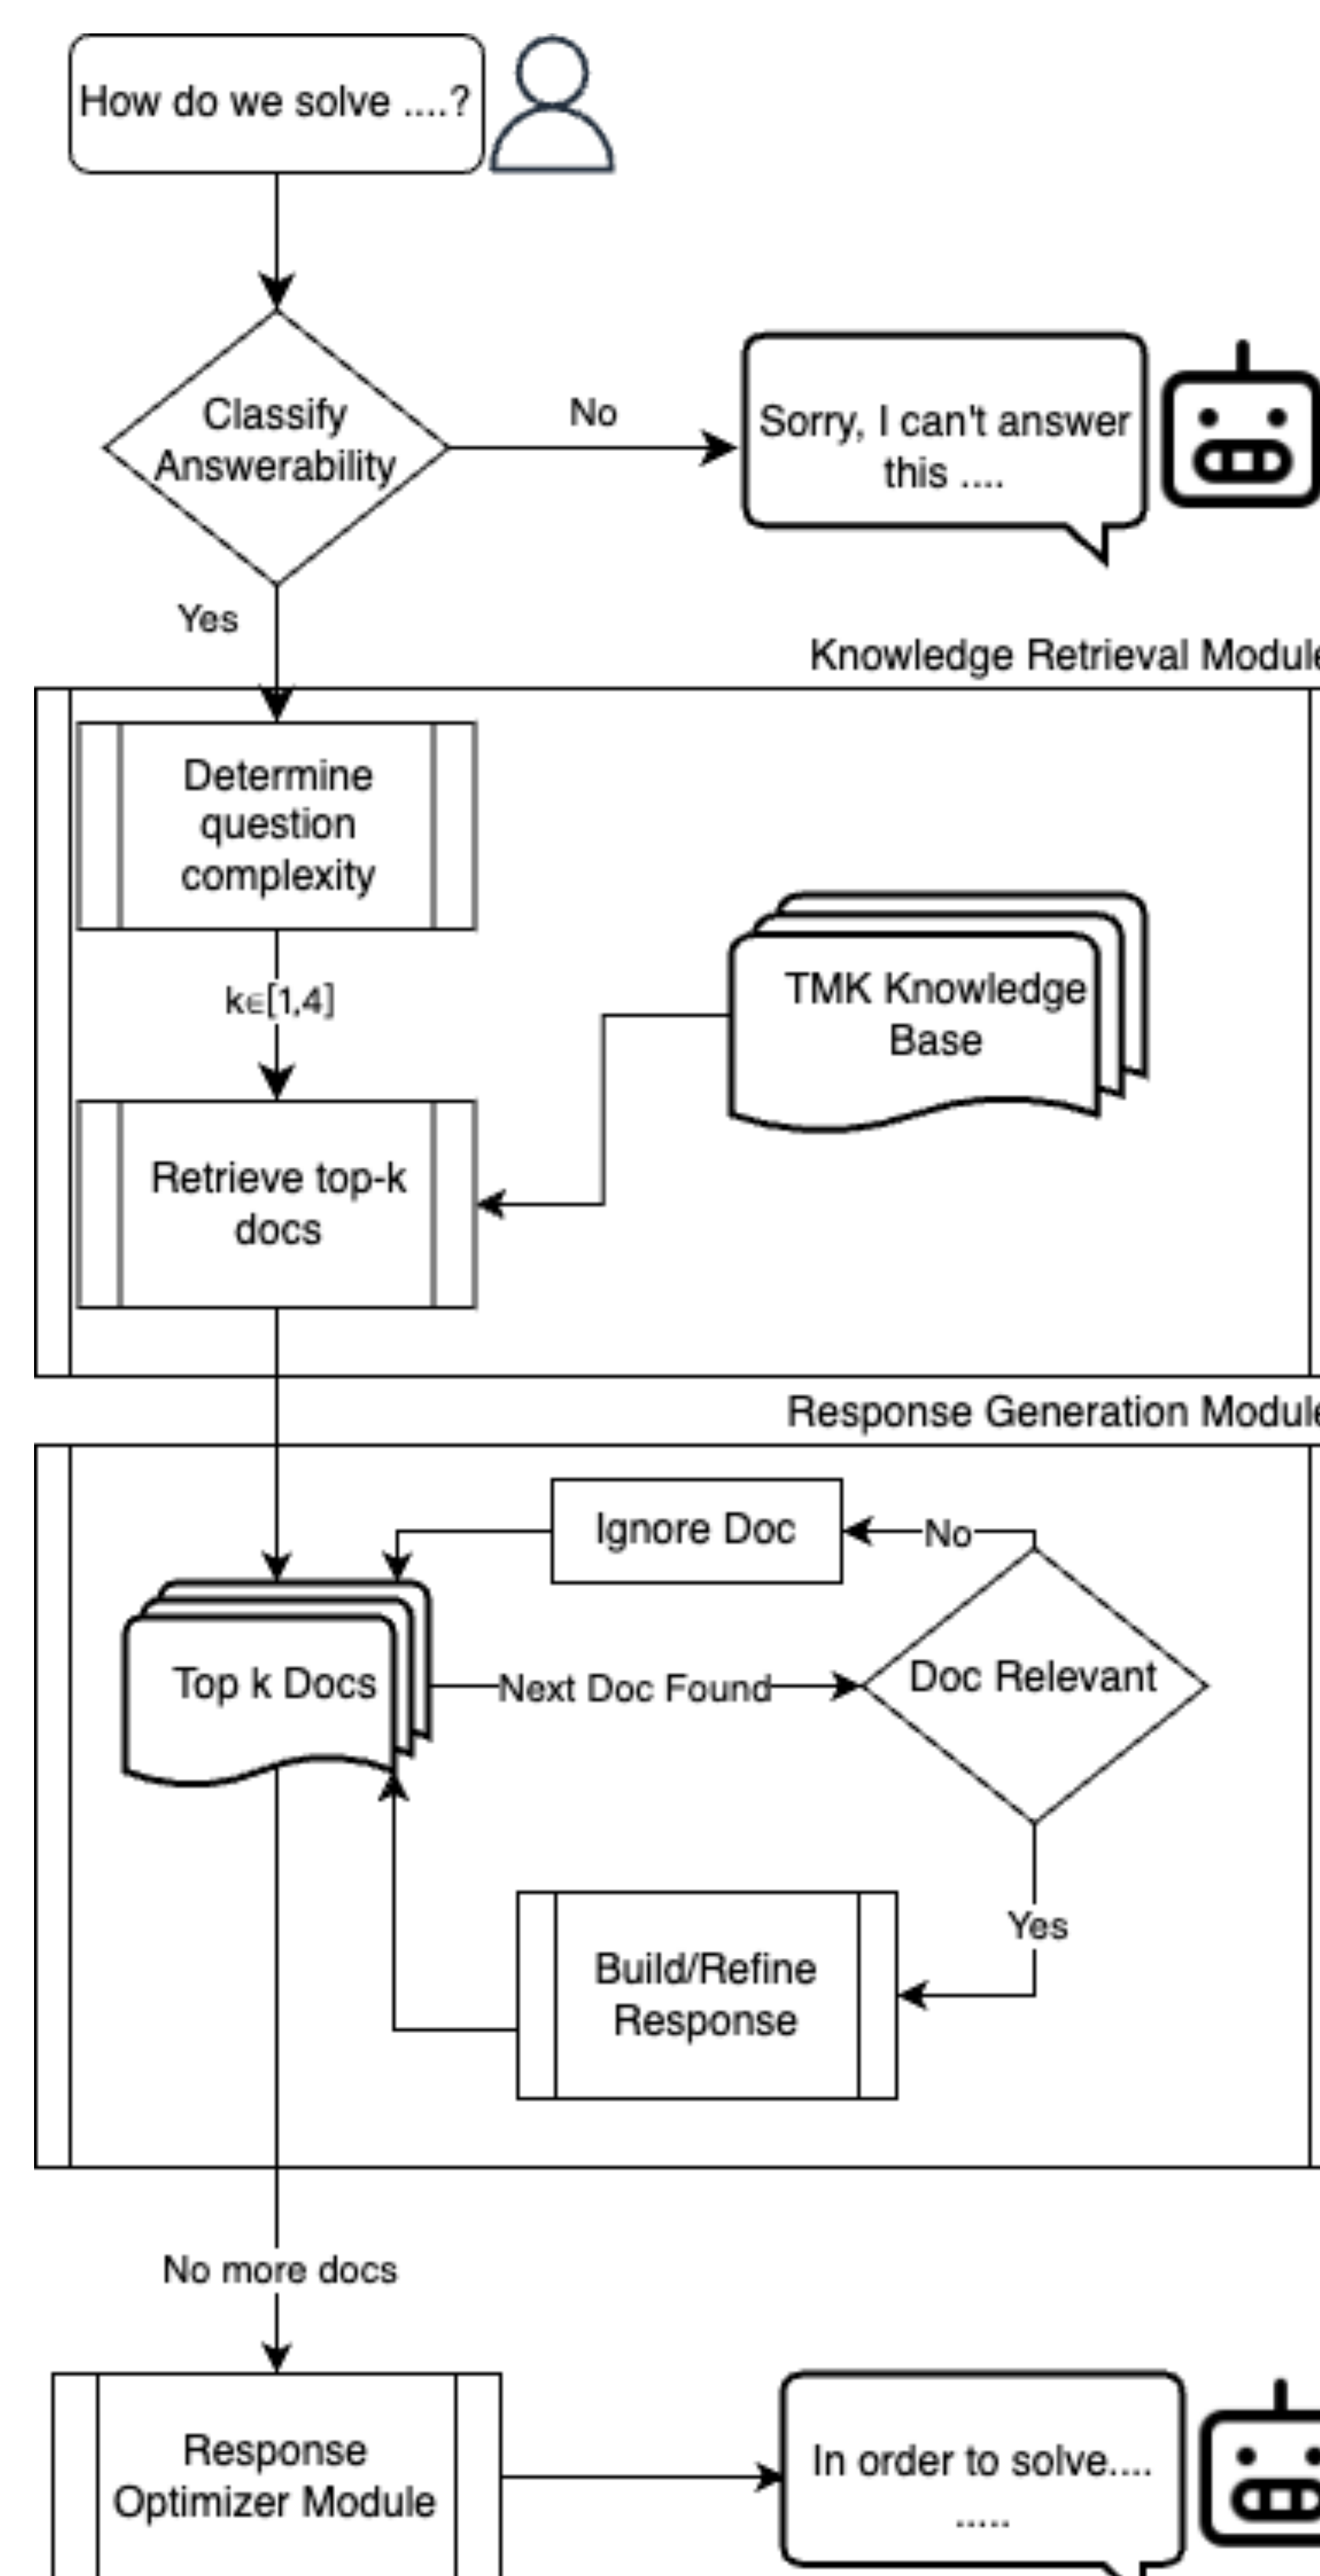 How do we solve ....?
Classify
Answerability
No
Sorry, I can't answer
this ....
Yes
Knowledge Retrieval Module
Determine
question
complexity
k∈[1,4]
TMK Knowledge
Base
Retrieve top-k
docs
Response Generation Module
Ignore Doc
No
Top k Docs
Next Doc Found
Doc Relevant
Yes
Build/Refine
Response
No more docs
Response
Optimizer Module
In order to solve....
.....